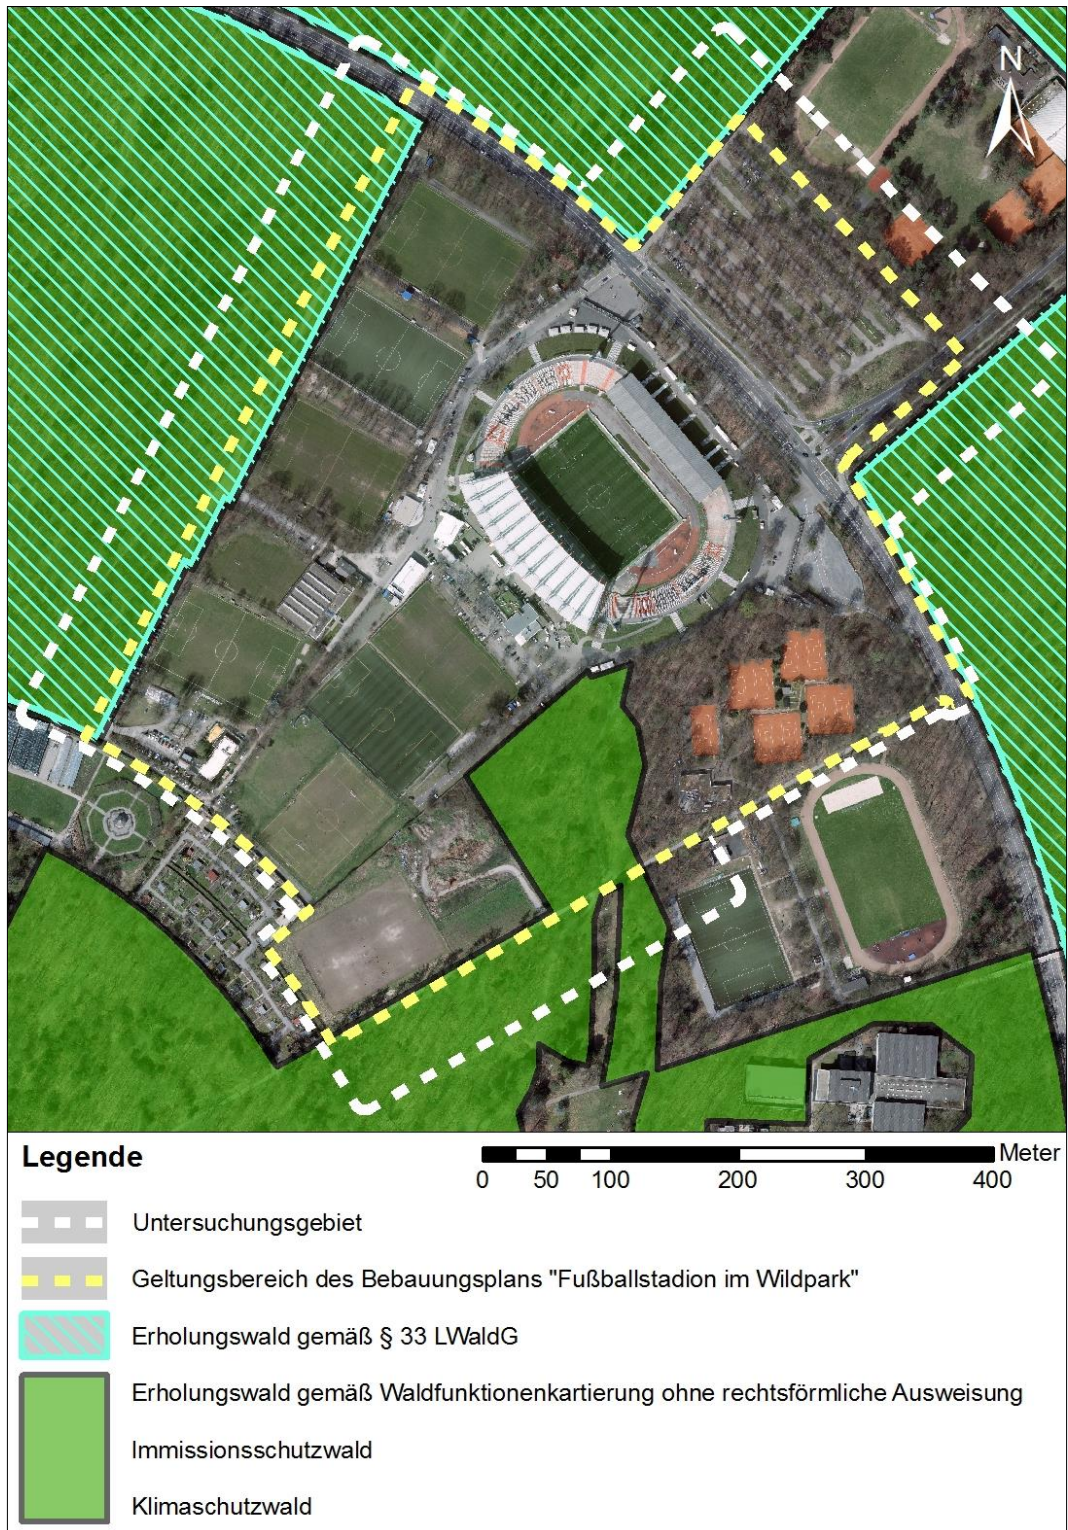 N
Legende
Meter
0 50 100 200 300 400
Untersuchungsgebiet
Geltungsbereich des Bebauungsplans "Fußballstadion im Wildpark"
Erholungswald gemäß § 33 LWaldG
Erholungswald gemäß Waldfunktionenkartierung ohne rechtsförmliche Ausweisung
Immissionsschutzwald
Klimaschutzwald